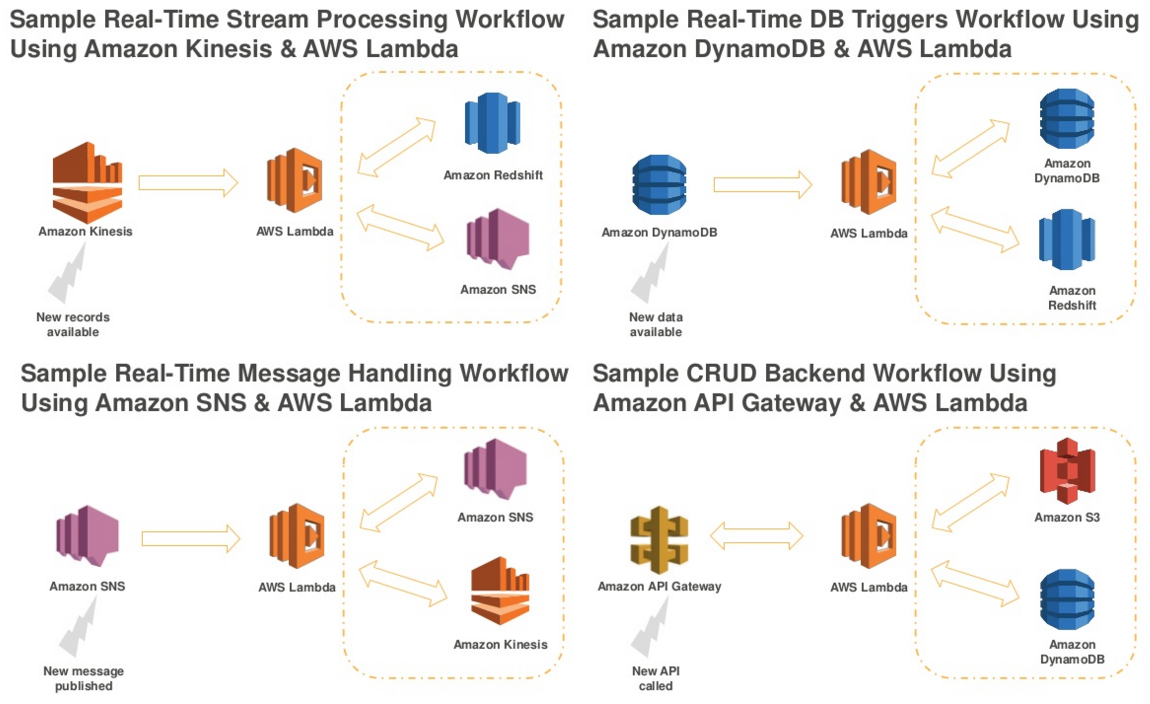 Sample Real-Time Stream Processing Workflow
Using Amazon Kinesis & AWS Lambda
Amazon Redshift
Amazon Kinesis
AWS Lambda
Amazon SNS
New records
available
Sample Real-Time DB Triggers Workflow Using
Amazon DynamoDB & AWS Lambda
Amazon
DynamoDB
Amazon DynamoDB
AWS Lambda
Amazon
Redshift
New data
available
Sample Real-Time Message Handling Workflow
Using Amazon SNS & AWS Lambda
Amazon SNS
Amazon SNS
AWS Lambda
Amazon Kinesis
New message
published
Sample CRUD Backend Workflow Using
Amazon API Gateway & AWS Lambda
Amazon S3
Amazon API Gateway
AWS Lambda
Amazon
DynamoDB
New API
called